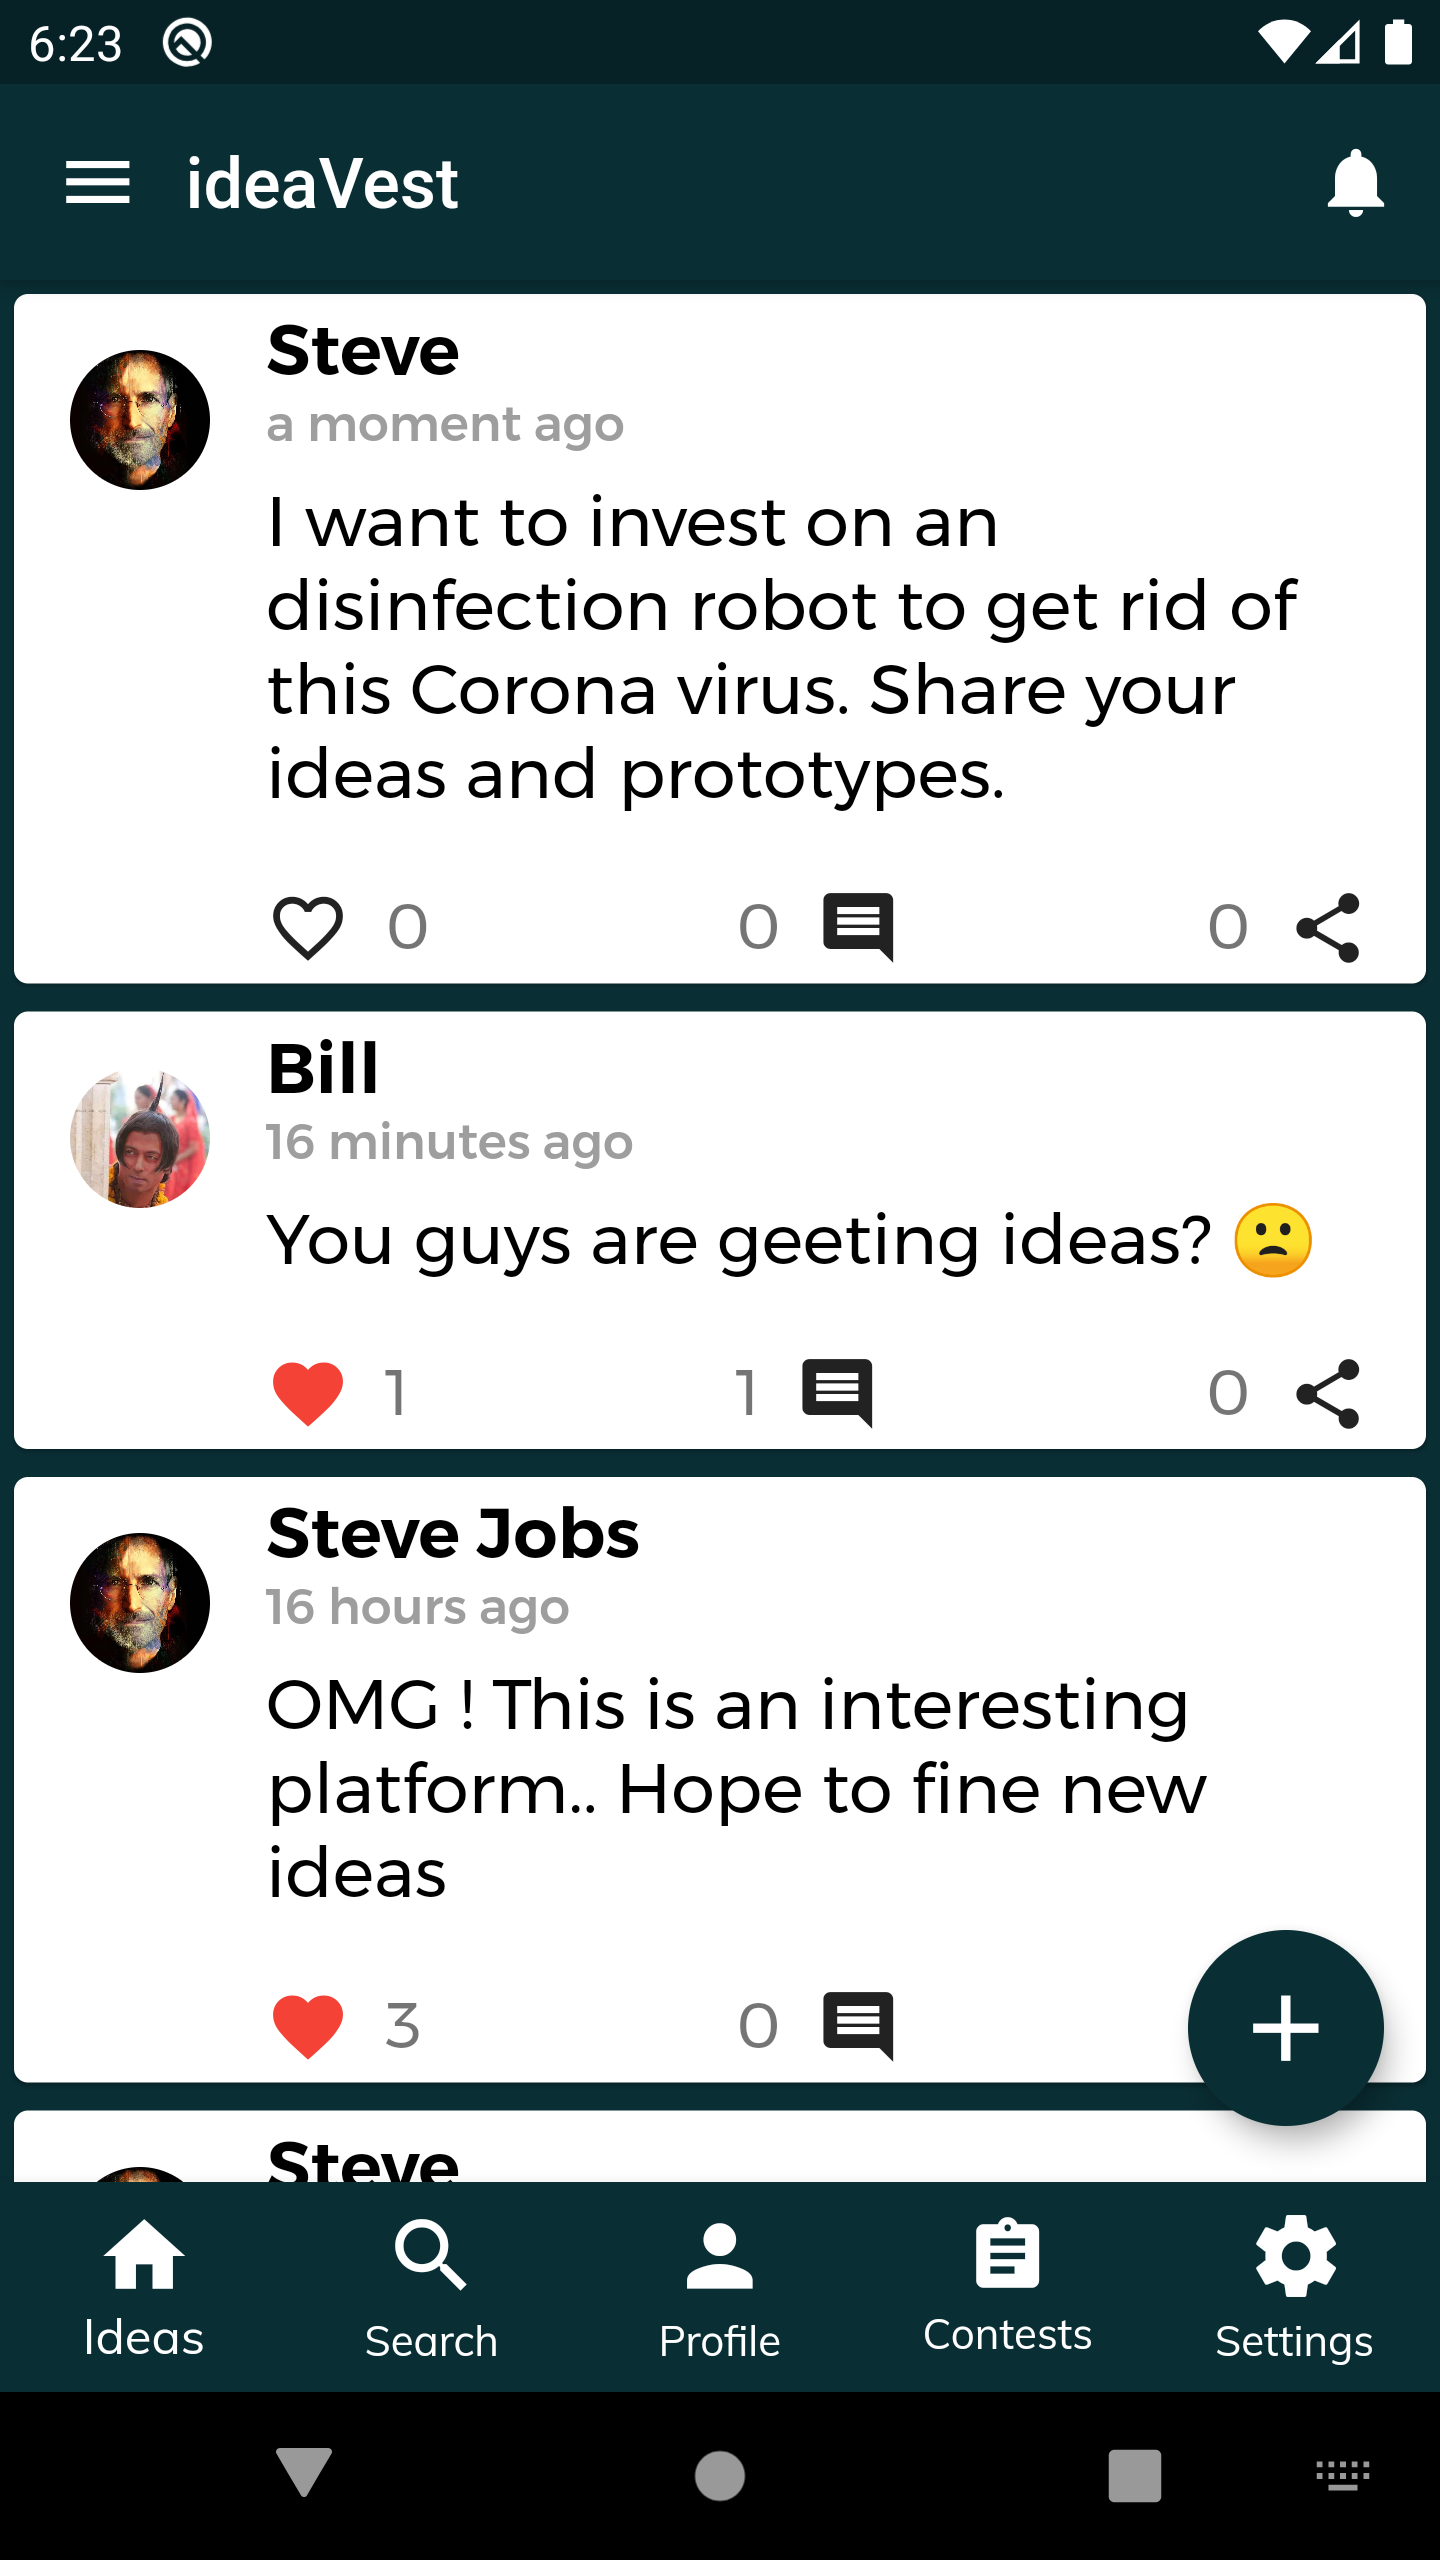 6:23
ideaVest
Steve
a moment ago
I want to invest on an
disinfection robot to get rid of
this Corona virus. Share your
ideas and prototypes.
0 0 0
Bill
16 minutes ago
You guys are geeting ideas? 🙁
1 1 0
Steve Jobs
16 hours ago
OMG ! This is an interesting
platform.. Hope to fine new
ideas
3 0
Steve
Ideas Search Profile Contests Settings